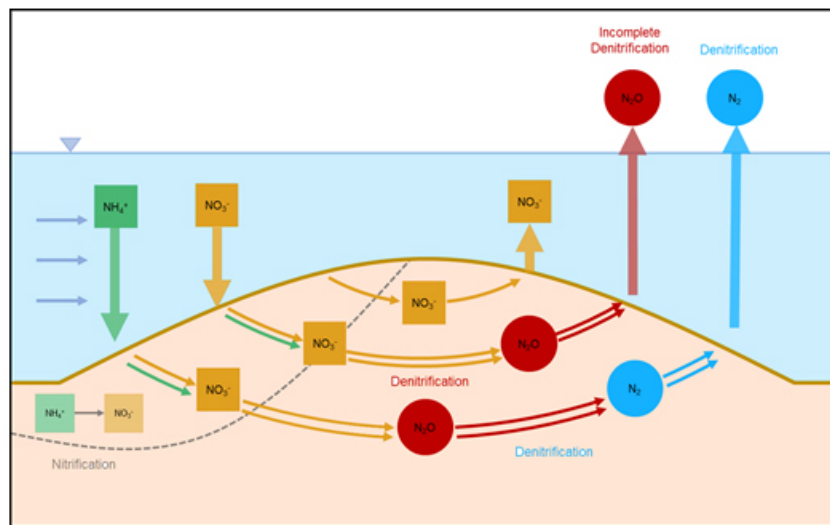 Incomplete
Denitrification
Denitrification
N₂O
N₂
NH₄⁺
NO₃⁻
NO₃⁻
NO₃⁻
NO₃⁻
N₂O
Denitrification
NO₃⁻
N₂
NH₄⁺
NO₃⁻
N₂O
Nitrification
Denitrification